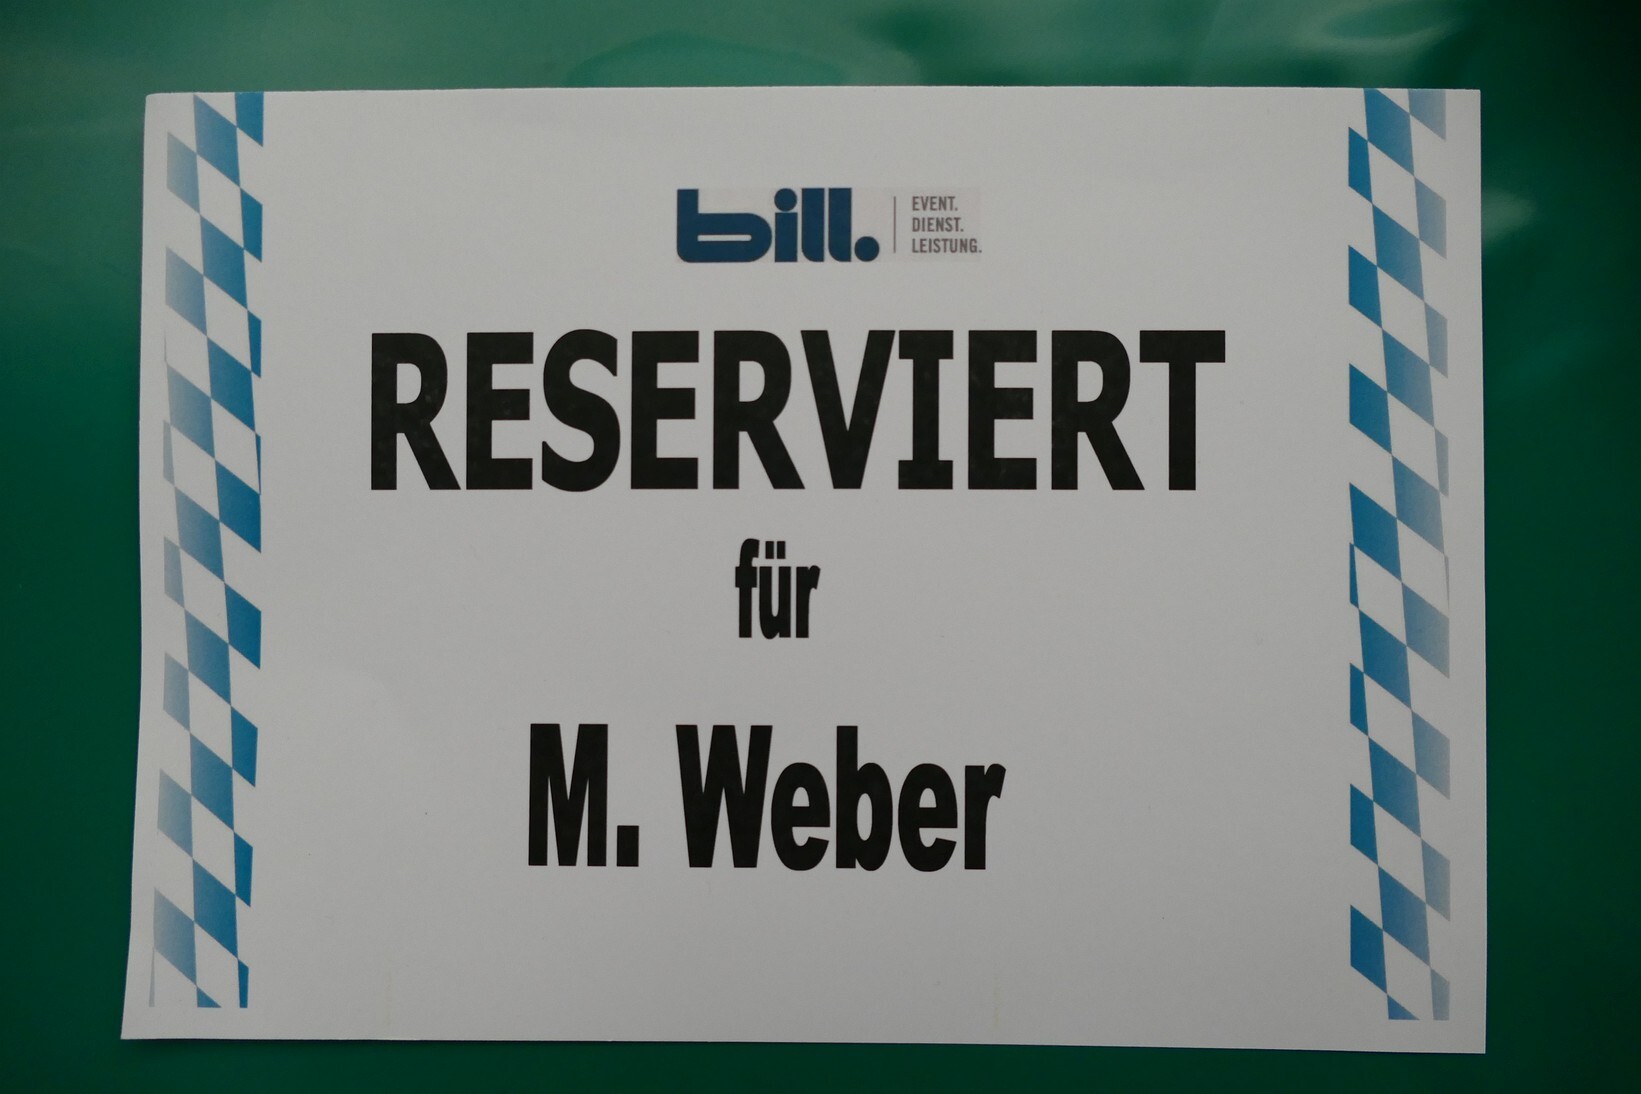 bill.
EVENT.
DIENST.
LEISTUNG.
RESERVIERT
für
M. Weber